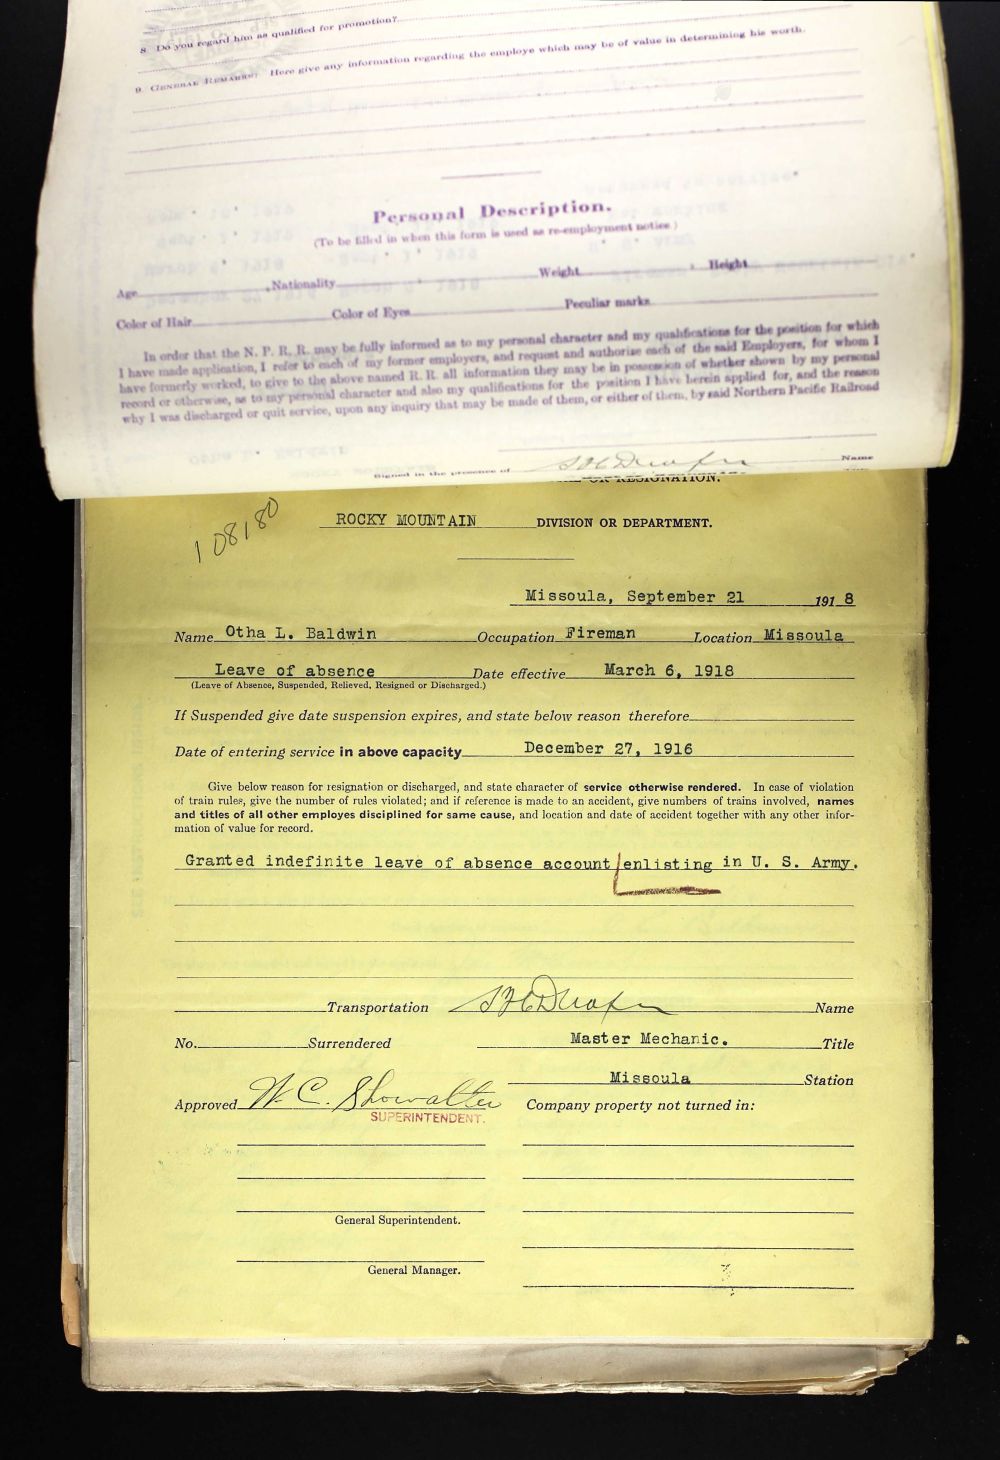 8. Do you regard him as qualified for promotion?
9. GENERAL REMARKS: Here give any information regarding the employe which may be of value in determining his worth.
Personal Description.
(To be filled in when this form is used as re-employment notice.)
Age Nationality Weight Height
Color of Hair Color of Eyes Peculiar marks
In order that the N. P. R. R. may be fully informed as to my personal character and my qualifications for the position for which
I have made application, I refer to each of my former employers, and request and authorise each of the said Employers, for whom I
have formerly worked, to give to the above named R. R. all information they may be in possession of whether shown by my personal
record or otherwise, as to my personal character and also my qualifications for the position I have herein applied for, and the reason
why I was discharged or quit service, upon any inquiry that may be made of them, or either of them, by said Northern Pacific Railroad
Name
Signed in the presence of
OR RESIGNATION.
108180
ROCKY MOUNTAIN DIVISION OR DEPARTMENT.
Missoula, September 21 1918
Name Otha L. Baldwin Occupation Fireman Location Missoula
Leave of absence Date effective March 6, 1918
(Leave of Absence, Suspended, Relieved, Resigned or Discharged.)
If Suspended give date suspension expires, and state below reason therefore
Date of entering service in above capacity December 27, 1916
Give below reason for resignation or discharged, and state character of service otherwise rendered. In case of violation
of train rules, give the number of rules violated; and if reference is made to an accident, give numbers of trains involved, names
and titles of all other employes disciplined for same cause, and location and date of accident together with any other infor-
mation of value for record.
Granted indefinite leave of absence account enlisting in U. S. Army.
Transportation Name
No. Surrendered Master Mechanic. Title
Missoula Station
Approved W. C. Showalter Company property not turned in:
SUPERINTENDENT.
General Superintendent.
General Manager.